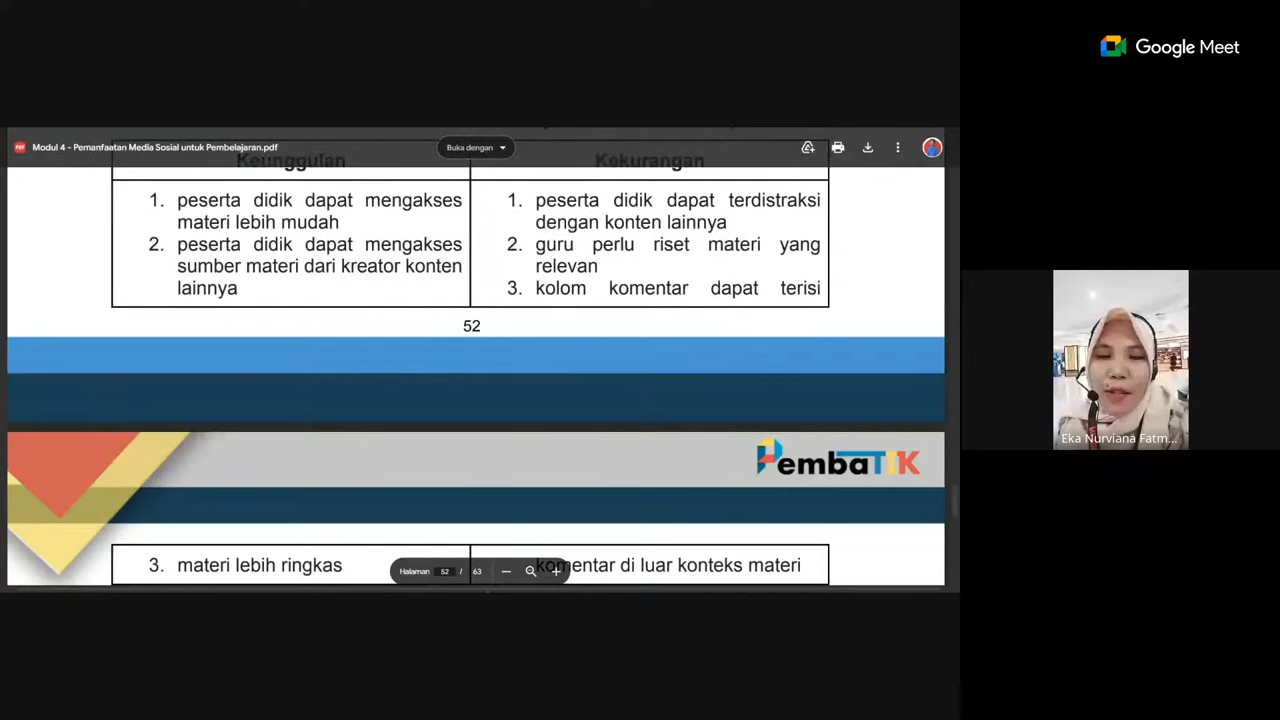 Google Meet
Modul 4 - Pemanfaatan Media Sosial untuk Pembelajaran.pdf
Buka dengan
Keunggulan
Kekurangan
1. peserta didik dapat mengakses
materi lebih mudah
2. peserta didik dapat mengakses
sumber materi dari kreator konten
lainnya
1. peserta didik dapat terdistraksi
dengan konten lainnya
2. guru perlu riset materi yang
relevan
3. kolom komentar dapat terisi
52
PembaTIK
3. materi lebih ringkas
komentar di luar konteks materi
Halaman 52 / 63
Eka Nurviana Fatm...